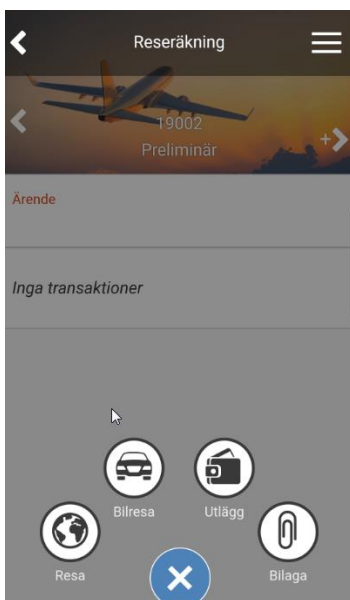 Reseräkning
19002
Preliminär
+
Ärende
Inga transaktioner
Bilresa
Utlägg
Resa
Bilaga